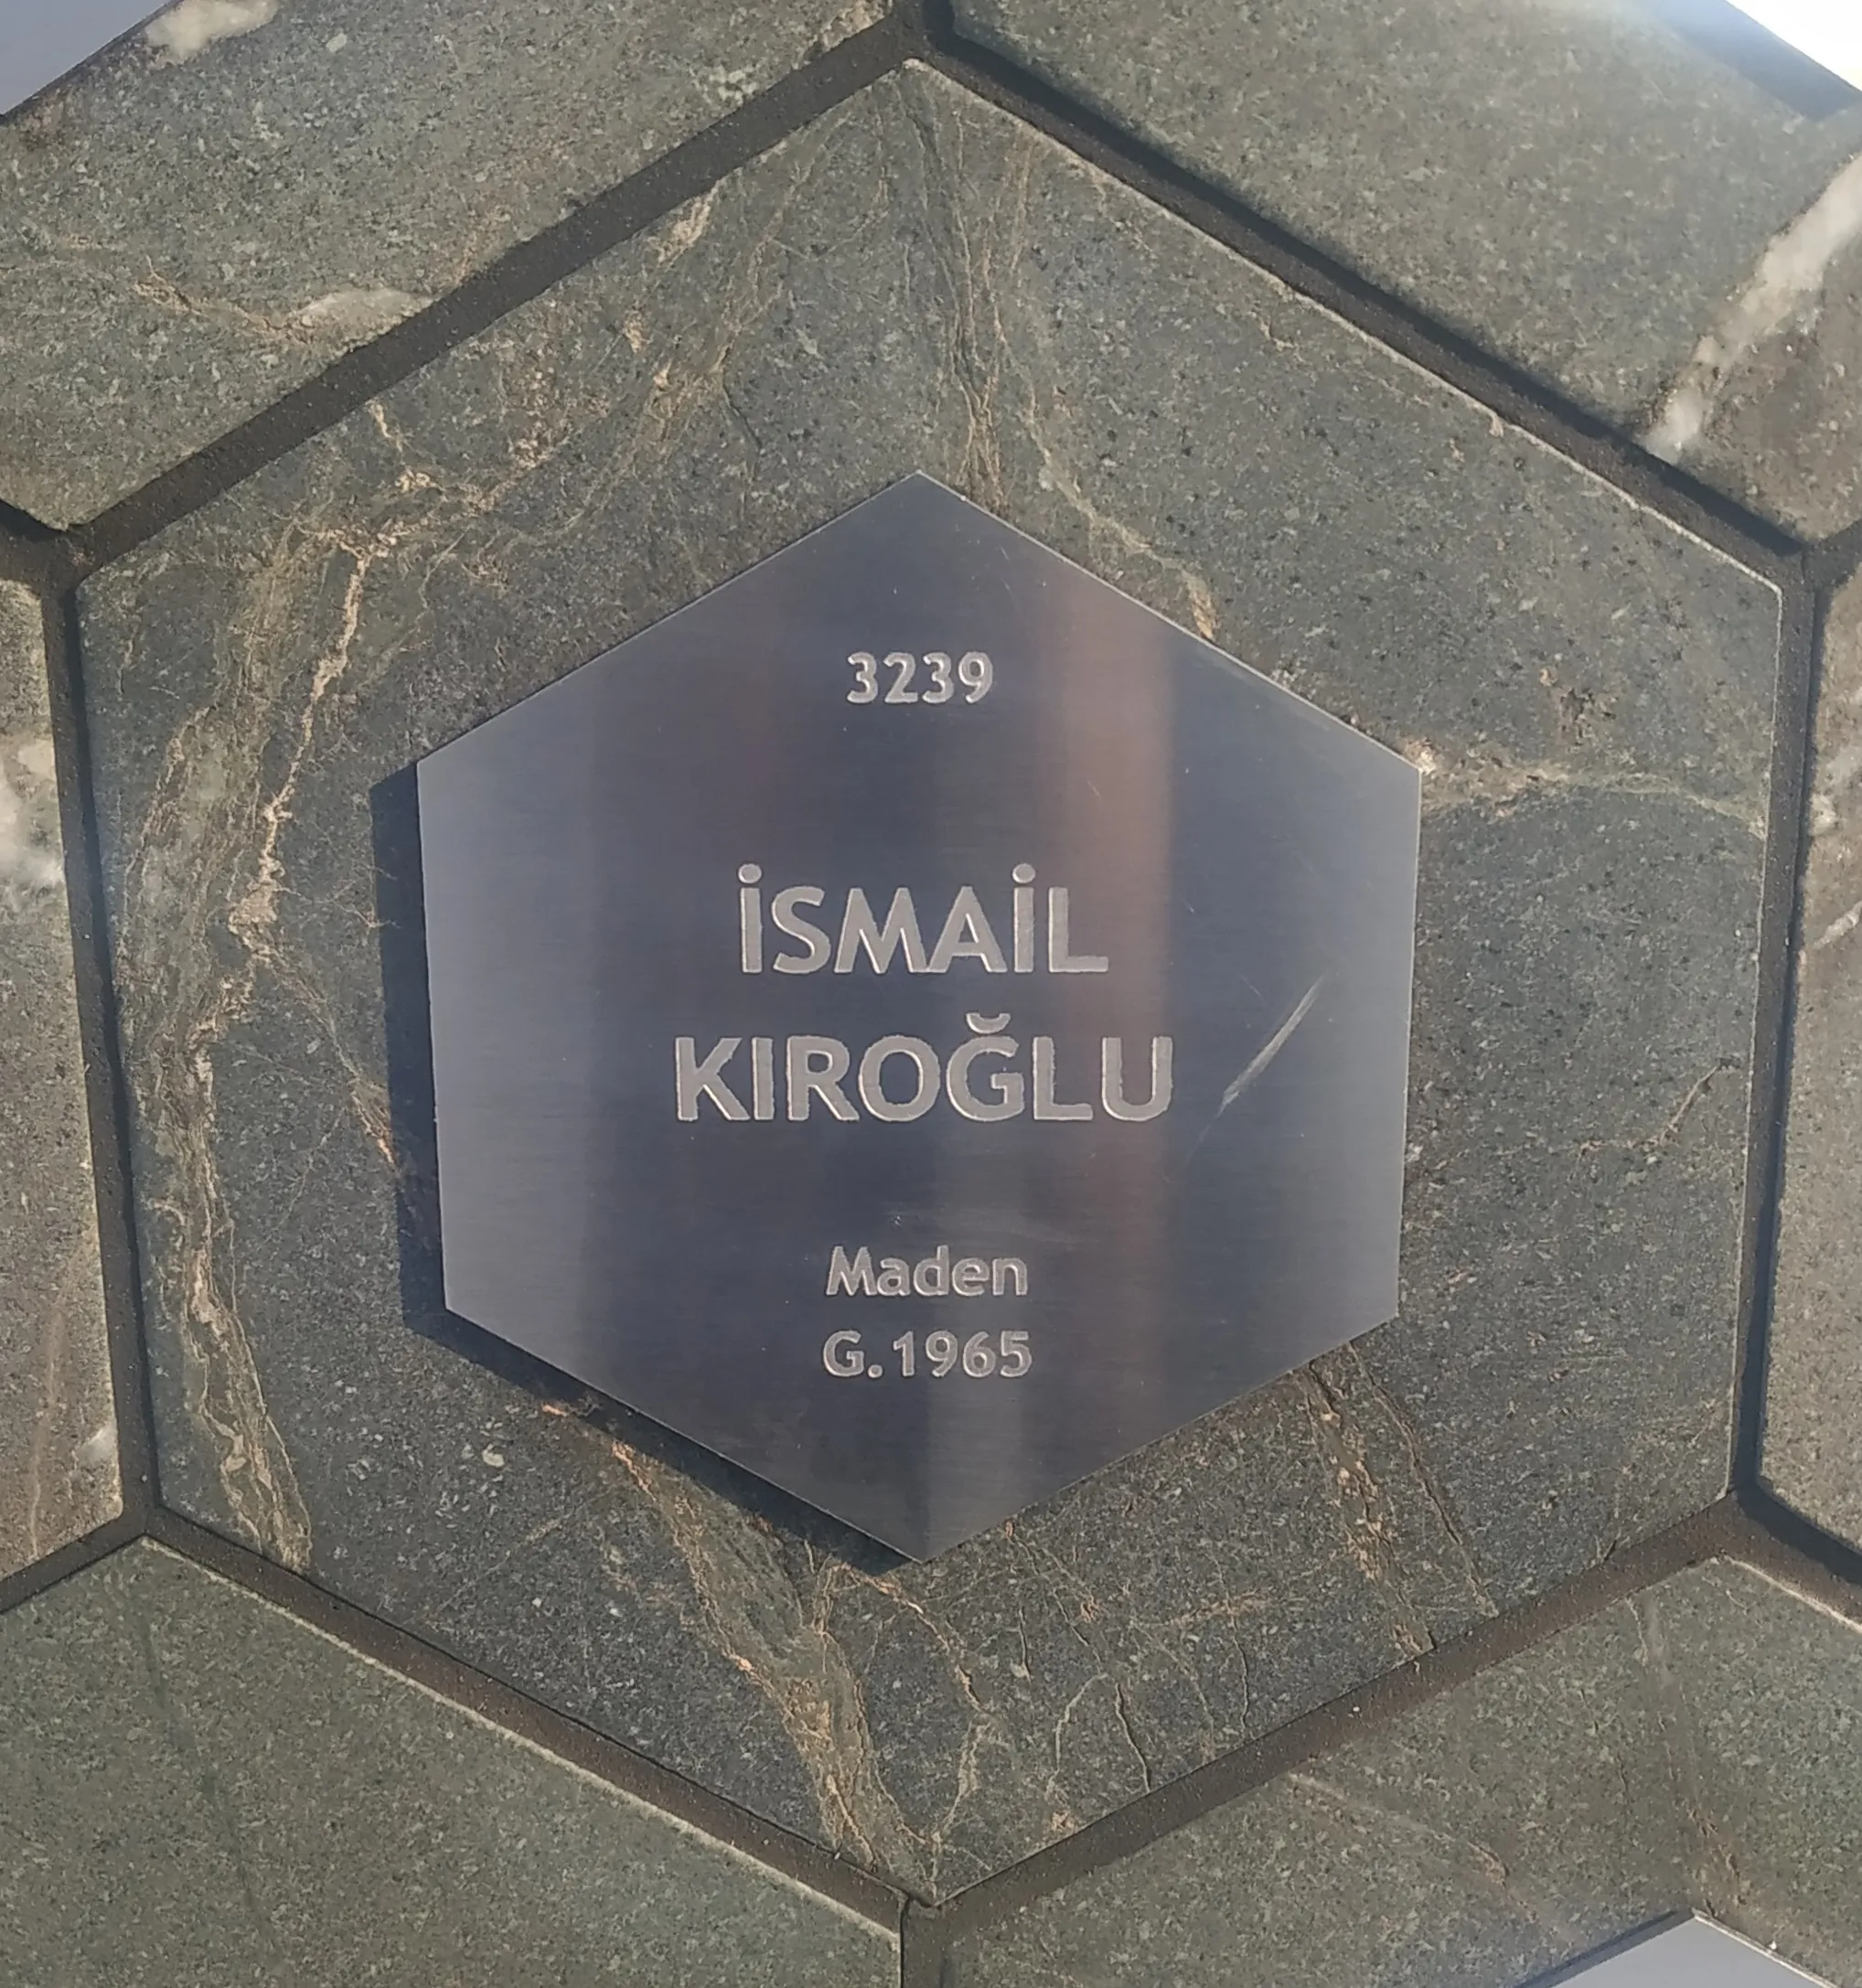 3239
İSMAİL
KIROĞLU
Maden
G.1965